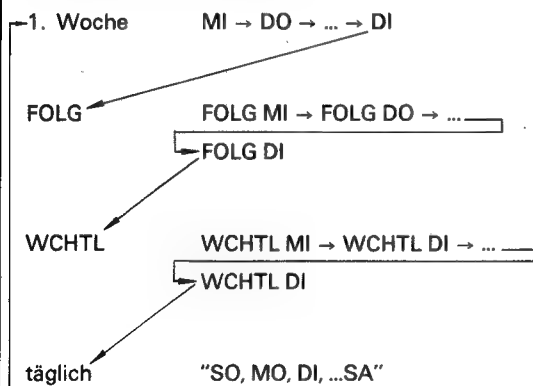 1. Woche MI → DO → ... → DI
FOLG FOLG MI → FOLG DO → ...
FOLG DI
WCHTL WCHTL MI → WCHTL DI → ...
WCHTL DI
täglich "SO, MO, DI, ...SA"